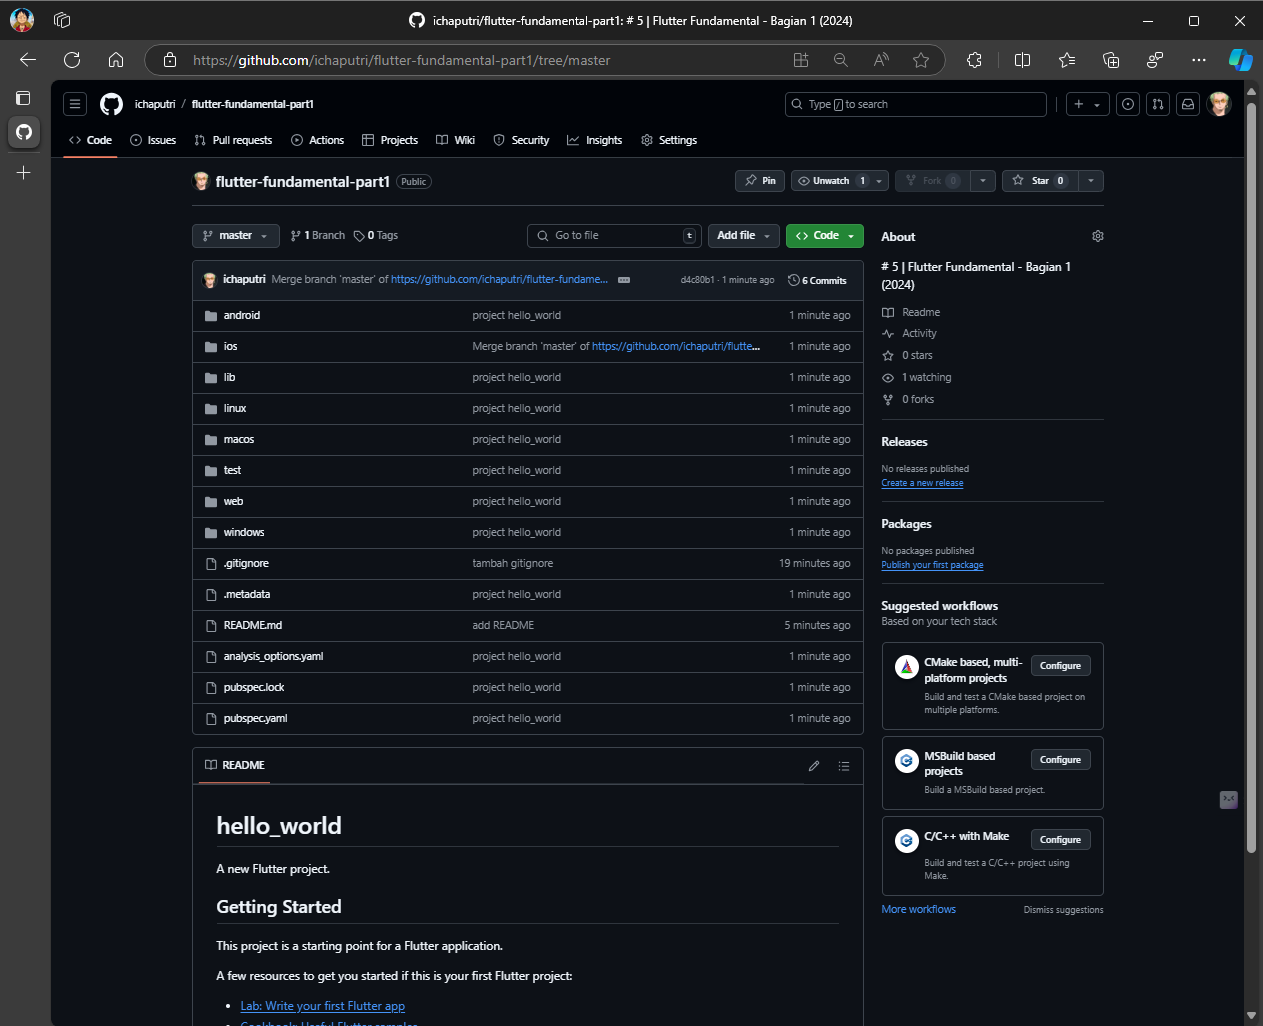 ichaputri/flutter-fundamental-part1: # 5 | Flutter Fundamental - Bagian 1 (2024)
https://github.com/ichaputri/flutter-fundamental-part1/tree/master
ichaputri / flutter-fundamental-part1
Type / to search
Code Issues Pull requests Actions Projects Wiki Security Insights Settings
flutter-fundamental-part1 Public
Pin Unwatch 1 Fork 0 Star 0
master 1 Branch 0 Tags Go to file t Add file Code
ichaputri Merge branch 'master' of https://github.com/ichaputri/flutter-fundame... d4c80b1 · 1 minute ago 6 Commits
android project hello_world 1 minute ago
ios Merge branch 'master' of https://github.com/ichaputri/flutte... 1 minute ago
lib project hello_world 1 minute ago
linux project hello_world 1 minute ago
macos project hello_world 1 minute ago
test project hello_world 1 minute ago
web project hello_world 1 minute ago
windows project hello_world 1 minute ago
.gitignore tambah gitignore 19 minutes ago
.metadata project hello_world 1 minute ago
README.md add README 5 minutes ago
analysis_options.yaml project hello_world 1 minute ago
pubspec.lock project hello_world 1 minute ago
pubspec.yaml project hello_world 1 minute ago
README
hello_world
A new Flutter project.
Getting Started
This project is a starting point for a Flutter application.
A few resources to get you started if this is your first Flutter project:
Lab: Write your first Flutter app
Cookbook: Useful Flutter samples
About
# 5 | Flutter Fundamental - Bagian 1
(2024)
Readme
Activity
0 stars
1 watching
0 forks
Releases
No releases published
Create a new release
Packages
No packages published
Publish your first package
Suggested workflows
Based on your tech stack
CMake based, multi-
platform projects
Configure
Build and test a CMake based project on
multiple platforms.
MSBuild based
projects
Configure
Build a MSBuild based project.
C/C++ with Make
Configure
Build and test a C/C++ project using
Make.
More workflows Dismiss suggestions